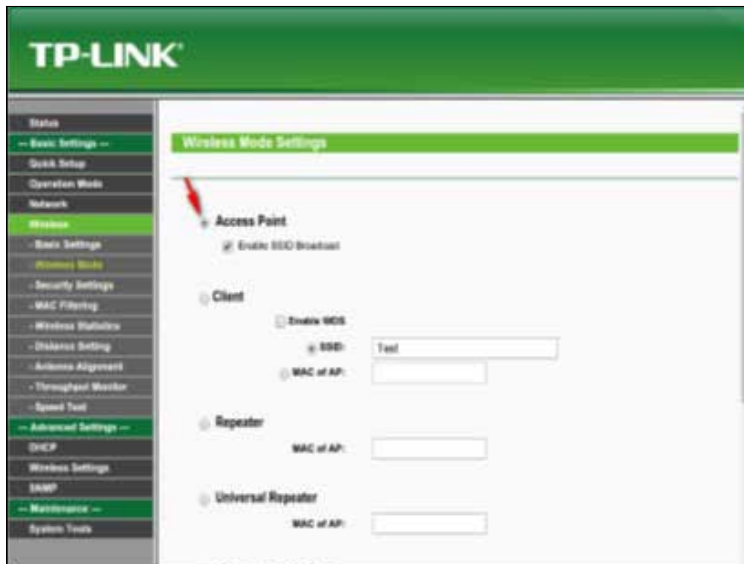 TP-LINK
Status
-- Basic Settings --
Quick Setup
Operation Mode
Network
Wireless
- Basic Settings
- Wireless Mode
- Security Settings
- MAC Filtering
- Wireless Statistics
- Distance Setting
- Antenna Alignment
- Throughput Monitor
- Speed Test
-- Advanced Settings --
DHCP
Wireless Settings
SNMP
-- Maintenance --
System Tools
Wireless Mode Settings
Access Point
Enable SSID Broadcast
Client
Enable WDS
SSID: Test
MAC of AP:
Repeater
MAC of AP:
Universal Repeater
MAC of AP: